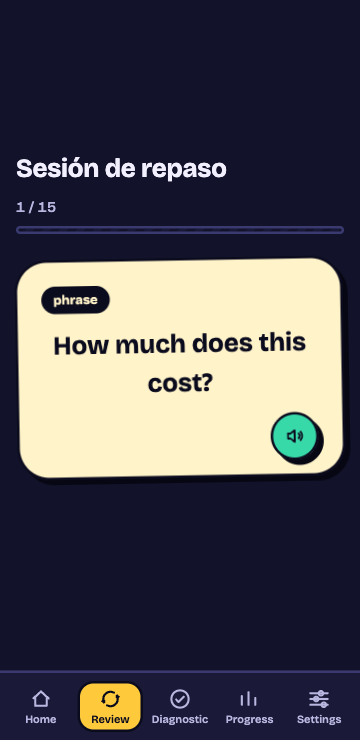 Sesión de repaso
1 / 15
phrase
How much does this
cost?
Home
Review
Diagnostic
Progress
Settings